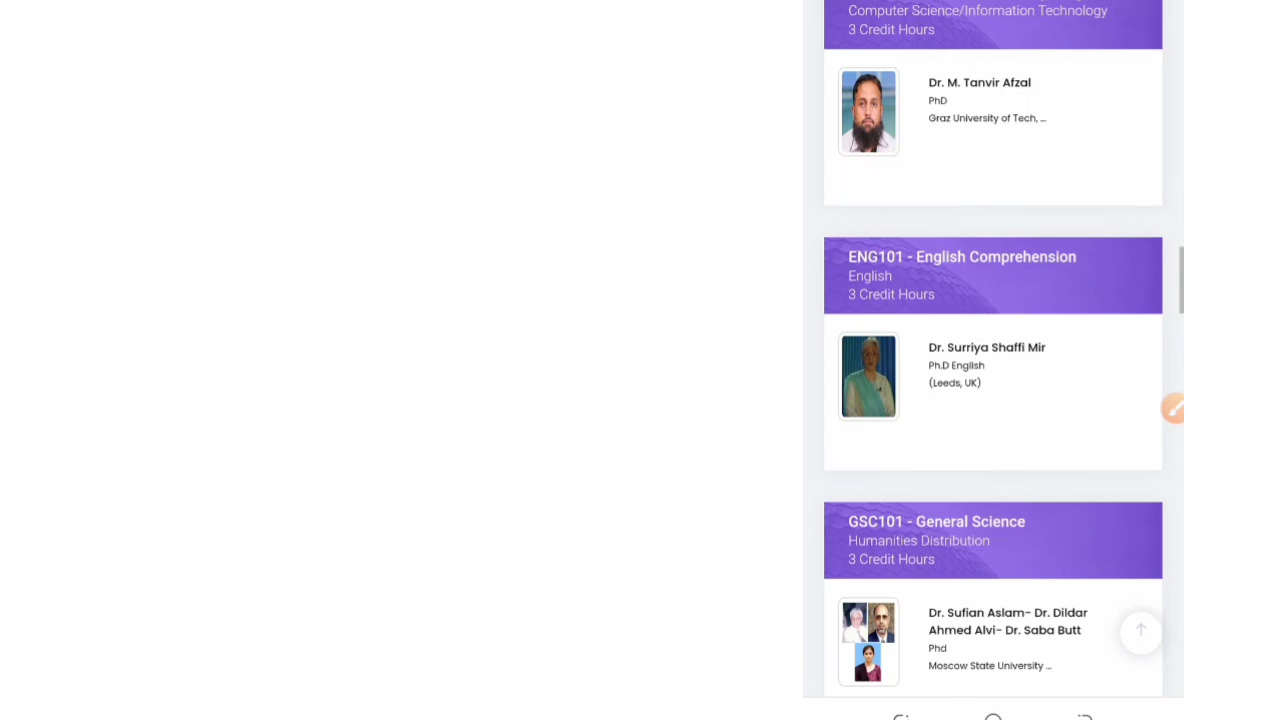 Computer Science/Information Technology
3 Credit Hours
Dr. M. Tanvir Afzal
PhD
Graz University of Tech, ...
ENG101 - English Comprehension
English
3 Credit Hours
Dr. Surriya Shaffi Mir
Ph.D English
(Leeds, UK)
GSC101 - General Science
Humanities Distribution
3 Credit Hours
Dr. Sufian Aslam- Dr. Dildar
Ahmed Alvi- Dr. Saba Butt
Phd
Moscow State University ...